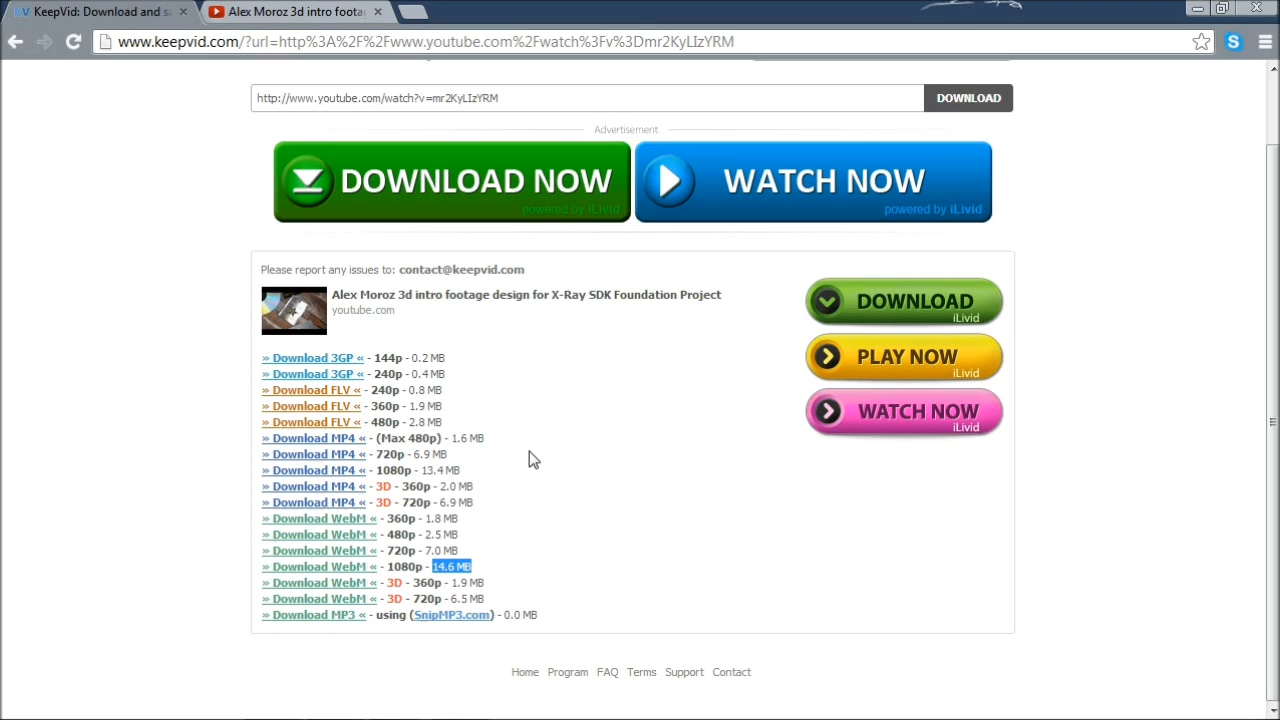 KeepVid: Download and sa
Alex Moroz 3d intro footag
www.keepvid.com/?url=http%3A%2F%2Fwww.youtube.com%2Fwatch%3Fv%3Dmr2KyLIzYRM
http://www.youtube.com/watch?v=mr2KyLIzYRM
DOWNLOAD
Advertisement
DOWNLOAD NOW
powered by iLivid
WATCH NOW
powered by iLivid
Please report any issues to: contact@keepvid.com
Alex Moroz 3d intro footage design for X-Ray SDK Foundation Project
youtube.com
DOWNLOAD
iLivid
PLAY NOW
iLivid
WATCH NOW
iLivid
» Download 3GP « - 144p - 0.2 MB
» Download 3GP « - 240p - 0.4 MB
» Download FLV « - 240p - 0.8 MB
» Download FLV « - 360p - 1.9 MB
» Download FLV « - 480p - 2.8 MB
» Download MP4 « - (Max 480p) - 1.6 MB
» Download MP4 « - 720p - 6.9 MB
» Download MP4 « - 1080p - 13.4 MB
» Download MP4 « - 3D - 360p - 2.0 MB
» Download MP4 « - 3D - 720p - 6.9 MB
» Download WebM « - 360p - 1.8 MB
» Download WebM « - 480p - 2.5 MB
» Download WebM « - 720p - 7.0 MB
» Download WebM « - 1080p - 14.6 MB
» Download WebM « - 3D - 360p - 1.9 MB
» Download WebM « - 3D - 720p - 6.5 MB
» Download MP3 « - using (SnipMP3.com) - 0.0 MB
Home Program FAQ Terms Support Contact